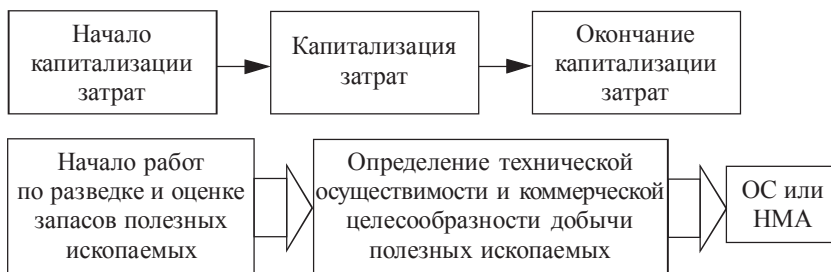 Начало
капитализации
затрат
Капитализация
затрат
Окончание
капитализации
затрат
Начало работ
по разведке и оценке
запасов полезных
ископаемых
Определение технической
осуществимости и коммерческой
целесообразности добычи
полезных ископаемых
ОС или
НМА